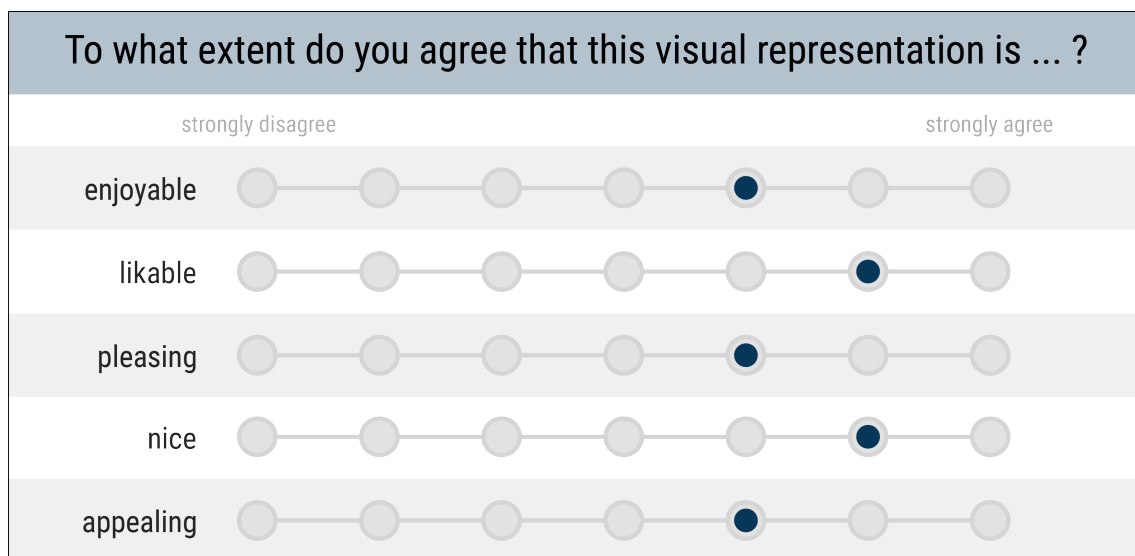 To what extent do you agree that this visual representation is ... ?
strongly disagree strongly agree
enjoyable
likable
pleasing
nice
appealing